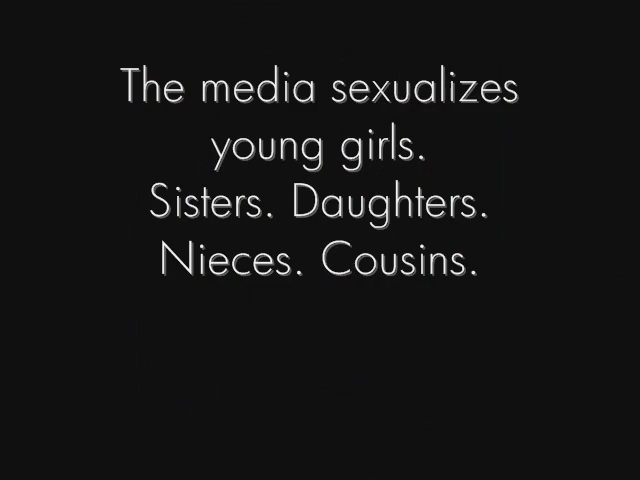 The media sexualizes
young girls.
Sisters. Daughters.
Nieces. Cousins.